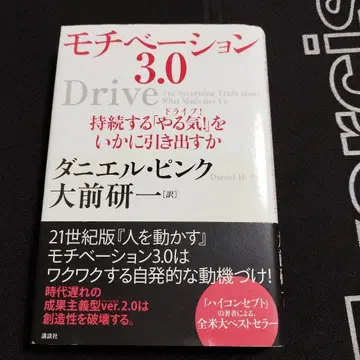 モチベーション
3.0
Drive
The Surprising Truth about
What Motivates Us
ドライブ!
持続する「やる気!」を
いかに引き出すか
ダニエル・ピンク
Daniel H. P
大前研一[訳]
21世紀版『人を動かす』
モチベーション3.0は
ワクワクする自発的な動機づけ!
時代遅れの
成果主義型ver.2.0は
創造性を破壊する。
『ハイコンセプト』
の著者による、
全米大ベストセラー
講談社